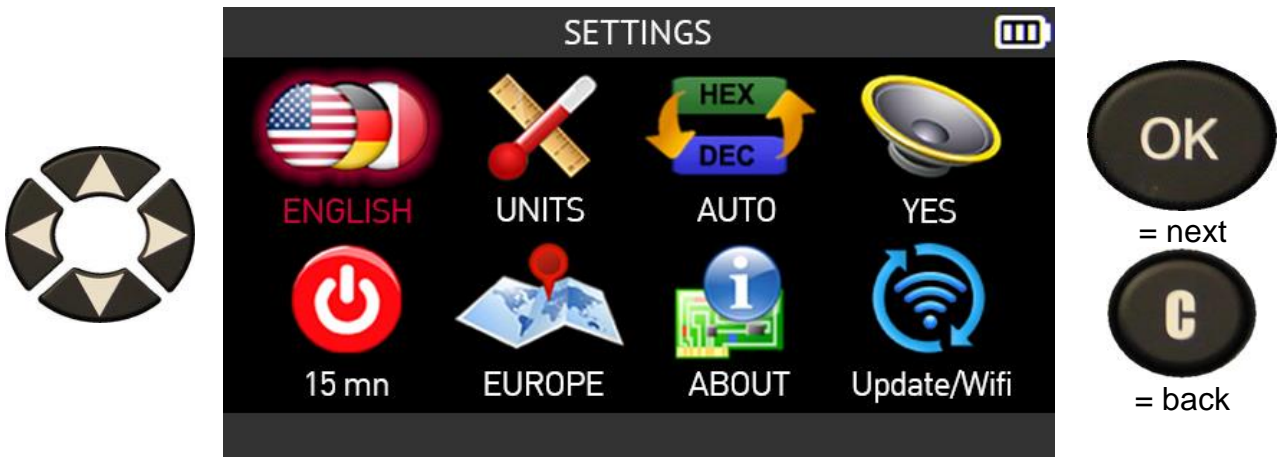 SETTINGS
HEX
DEC
ENGLISH UNITS AUTO YES
15 mn EUROPE ABOUT Update/Wifi
OK
= next
C
= back